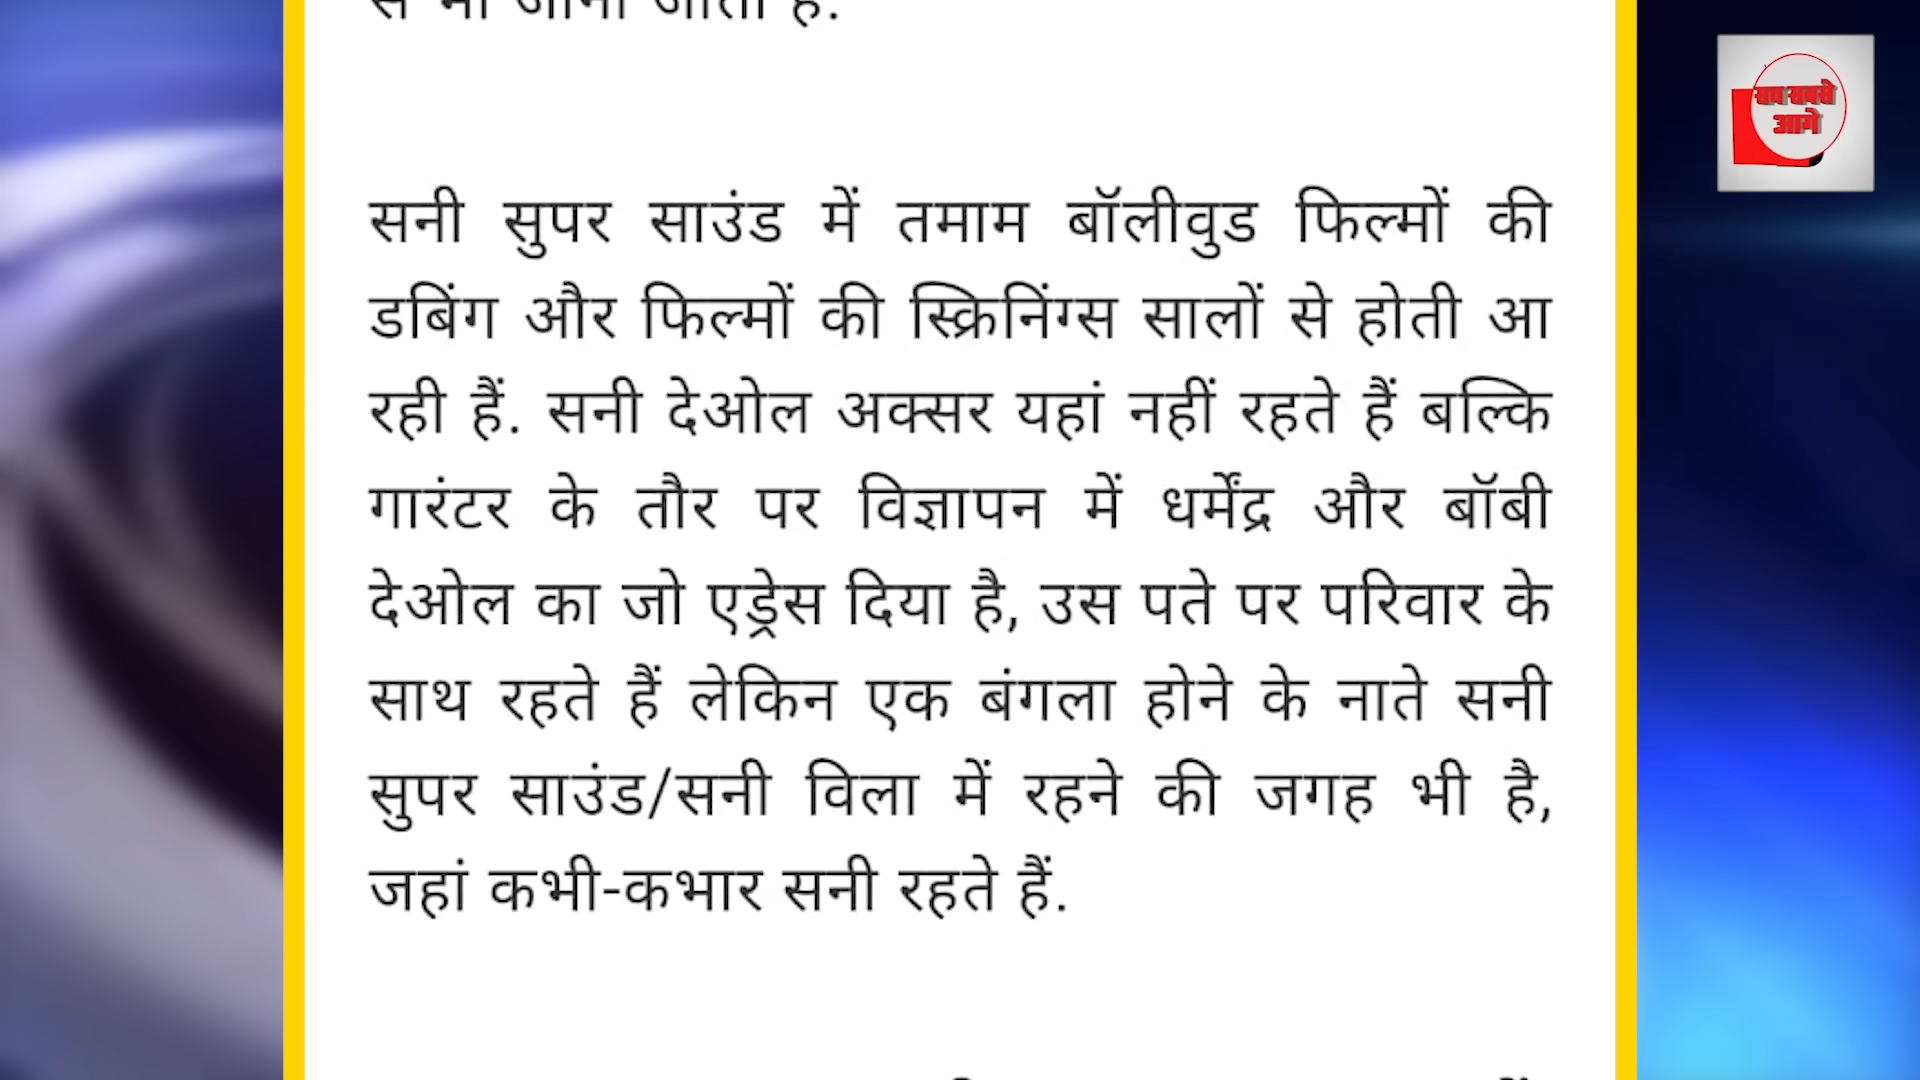 से भी जाना जाता है.
सनी सुपर साउंड में तमाम बॉलीवुड फिल्मों की
डबिंग और फिल्मों की स्क्रिनिंग्स सालों से होती आ
रही हैं. सनी देओल अक्सर यहां नहीं रहते हैं बल्कि
गारंटर के तौर पर विज्ञापन में धर्मेंद्र और बॉबी
देओल का जो एड्रेस दिया है, उस पते पर परिवार के
साथ रहते हैं लेकिन एक बंगला होने के नाते सनी
सुपर साउंड/सनी विला में रहने की जगह भी है,
जहां कभी-कभार सनी रहते हैं.
सबसे
आगे